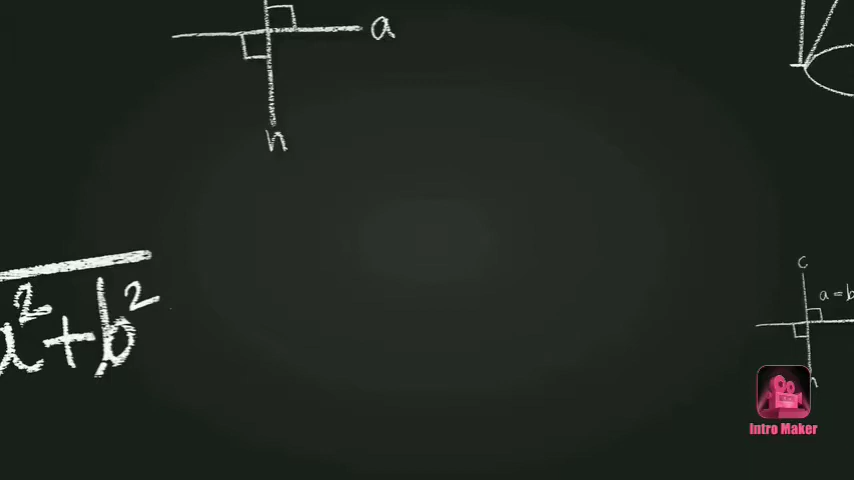 a
n
a²+b²
c
a=b
Intro Maker